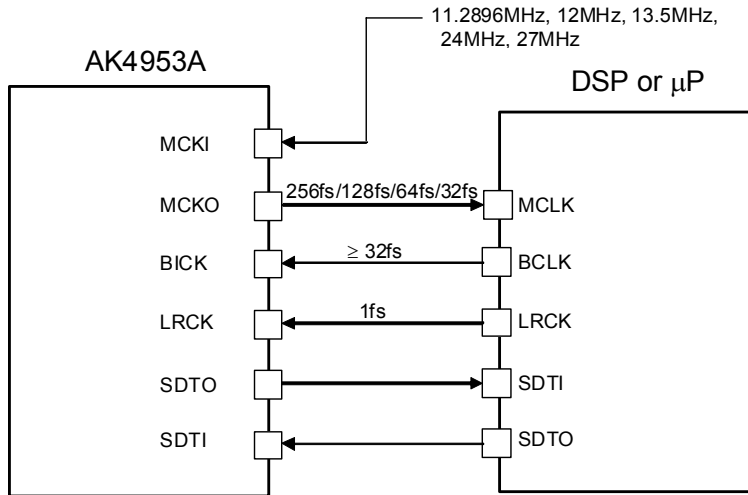 11.2896MHz, 12MHz, 13.5MHz,
24MHz, 27MHz
AK4953A
DSP or μP
MCKI
MCKO
256fs/128fs/64fs/32fs
MCLK
BICK
≥ 32fs
BCLK
LRCK
1fs
LRCK
SDTO
SDTI
SDTI
SDTO